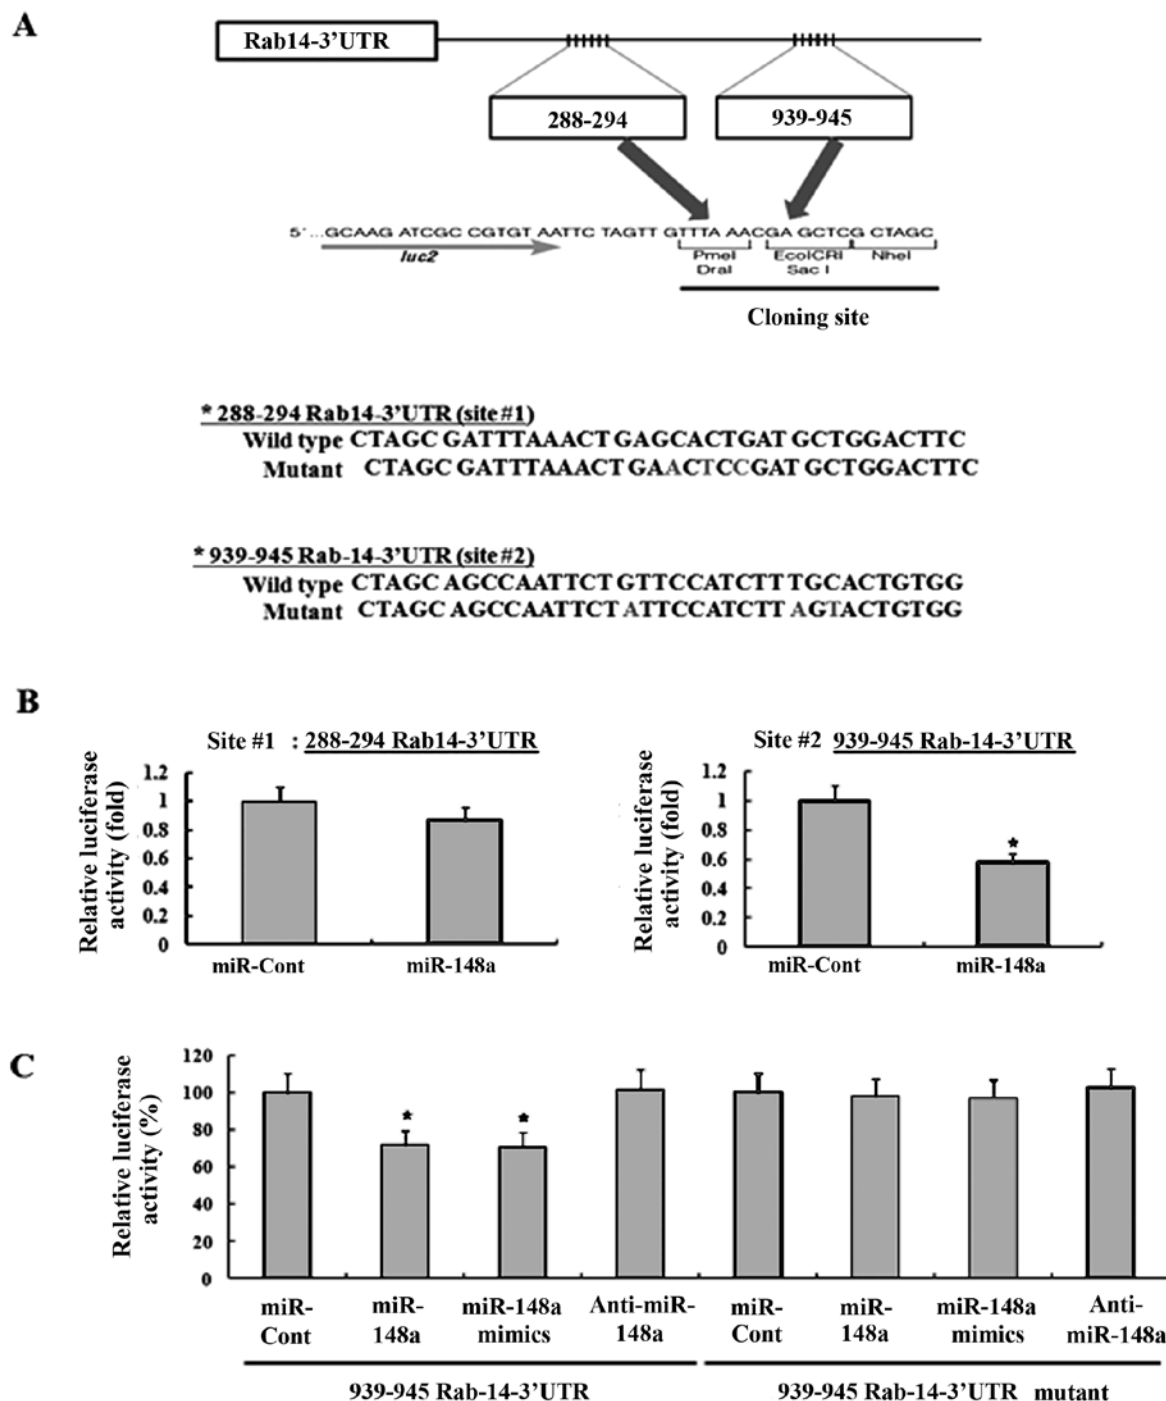 A
Rab14-3'UTR
288-294
939-945
5'...GCAAG ATCGC CGTGT AATTC TAGTT GTTTA AACGA GCTCG CTAGC
luc2
PmeI
DraI
EcoICRI
Sac I
NheI
Cloning site
* 288-294 Rab14-3'UTR (site #1)
Wild type CTAGC GATTTAAACT GAGCACTGAT GCTGGACTTC
Mutant CTAGC GATTTAAACT GAACTCCGAT GCTGGACTTC
* 939-945 Rab-14-3'UTR (site #2)
Wild type CTAGC AGCCAATTCT GTTCCATCTT TGCACTGTGG
Mutant CTAGC AGCCAATTCT ATTCCATCTT AGTACTGTGG
B
Site #1 : 288-294 Rab14-3'UTR
Relative luciferase
activity (fold)
1.2
1
0.8
0.6
0.4
0.2
0
miR-Cont miR-148a
Site #2 939-945 Rab-14-3'UTR
Relative luciferase
activity (fold)
1.2
1
0.8
0.6
0.4
0.2
0
*
miR-Cont miR-148a
C
Relative luciferase
activity (%)
120
100
80
60
40
20
0
* *
miR- miR- miR-148a Anti-miR- miR- miR- miR-148a Anti-
Cont 148a mimics 148a Cont 148a mimics miR-148a
939-945 Rab-14-3'UTR 939-945 Rab-14-3'UTR mutant